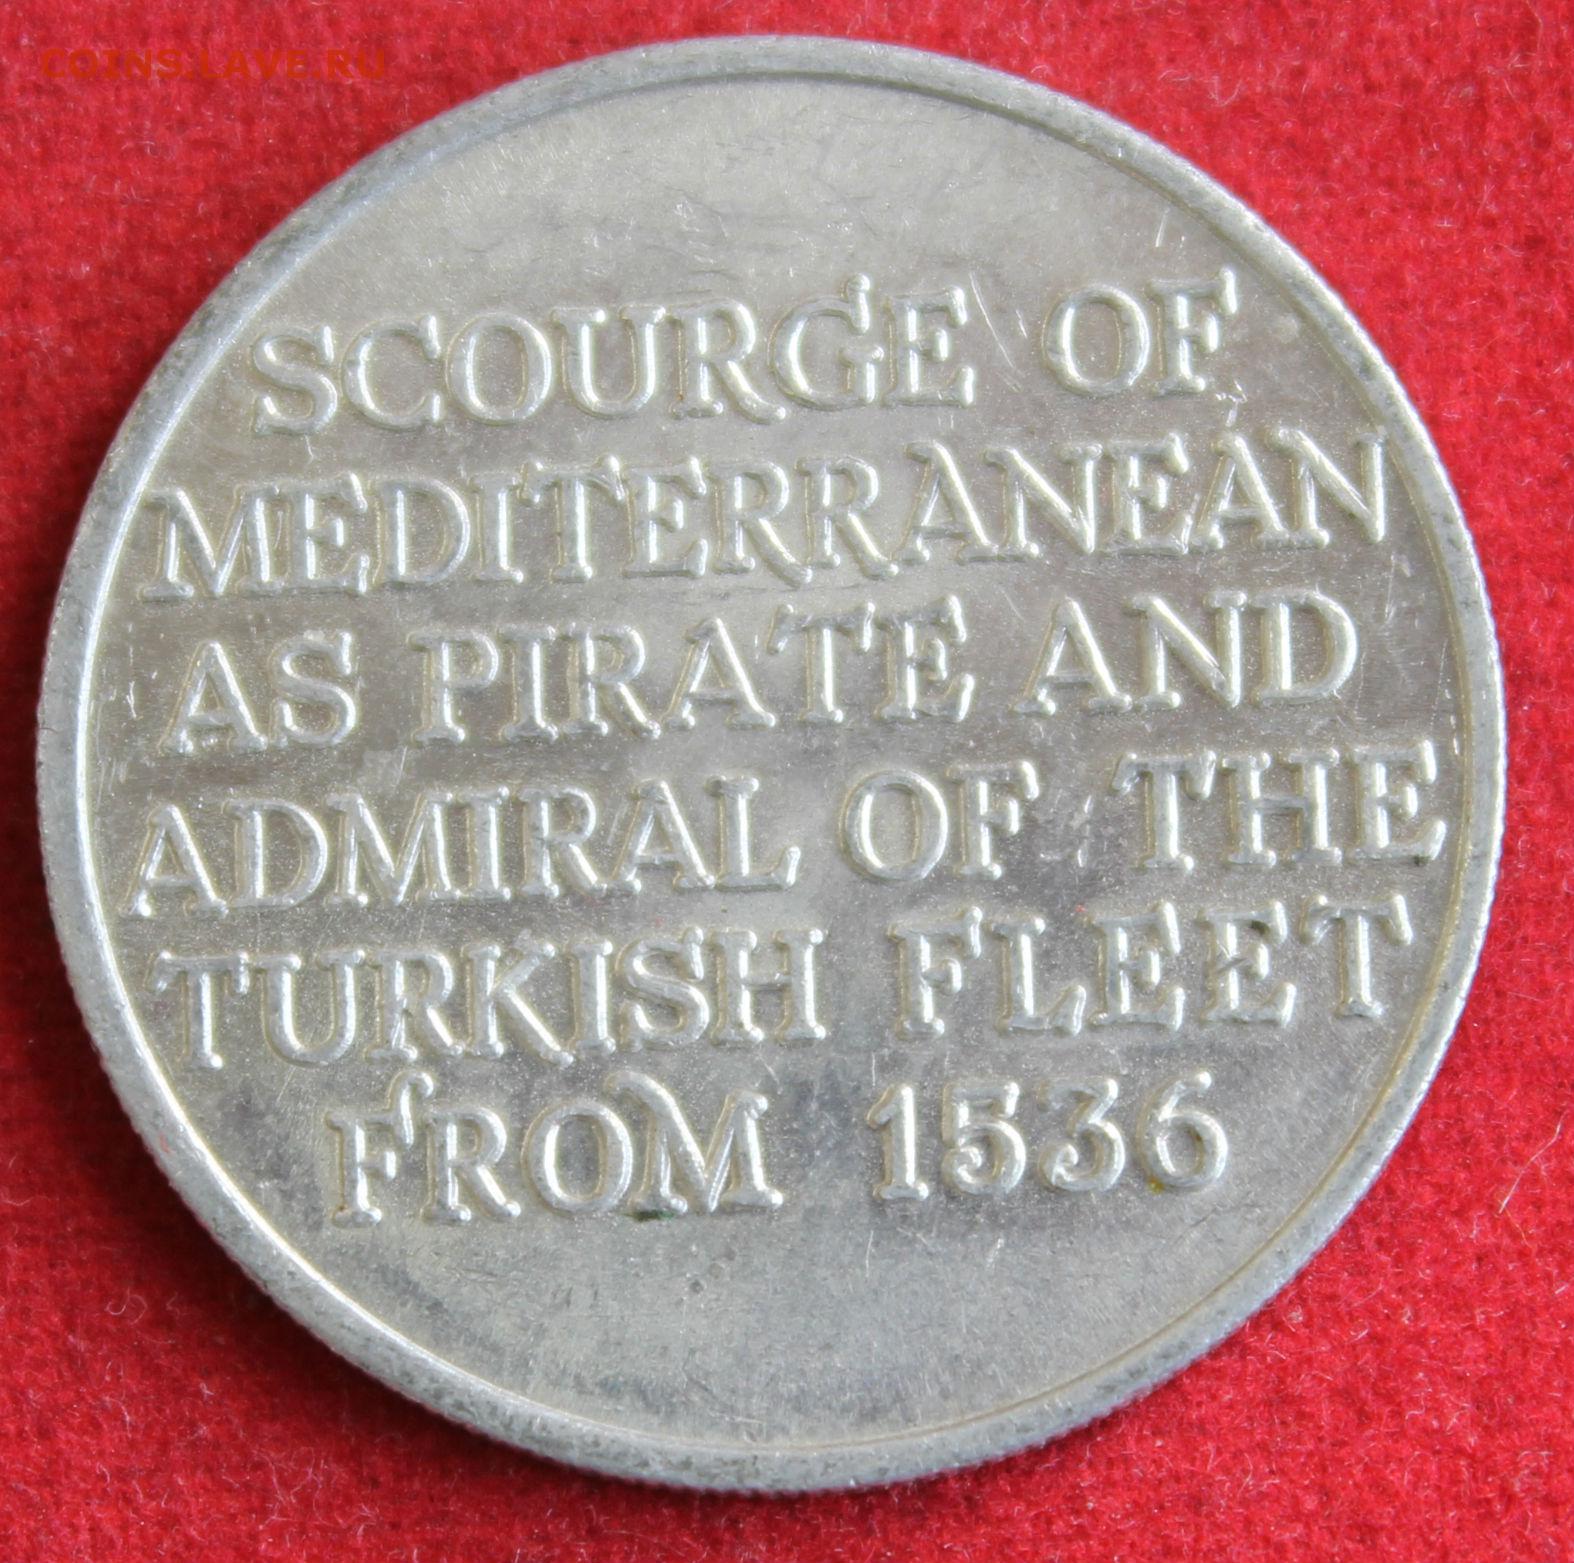 COINS.LAVE.RU
SCOURGE OF
MEDITERRANEAN
AS PIRATE AND
ADMIRAL OF THE
TURKISH FLEET
FROM 1536